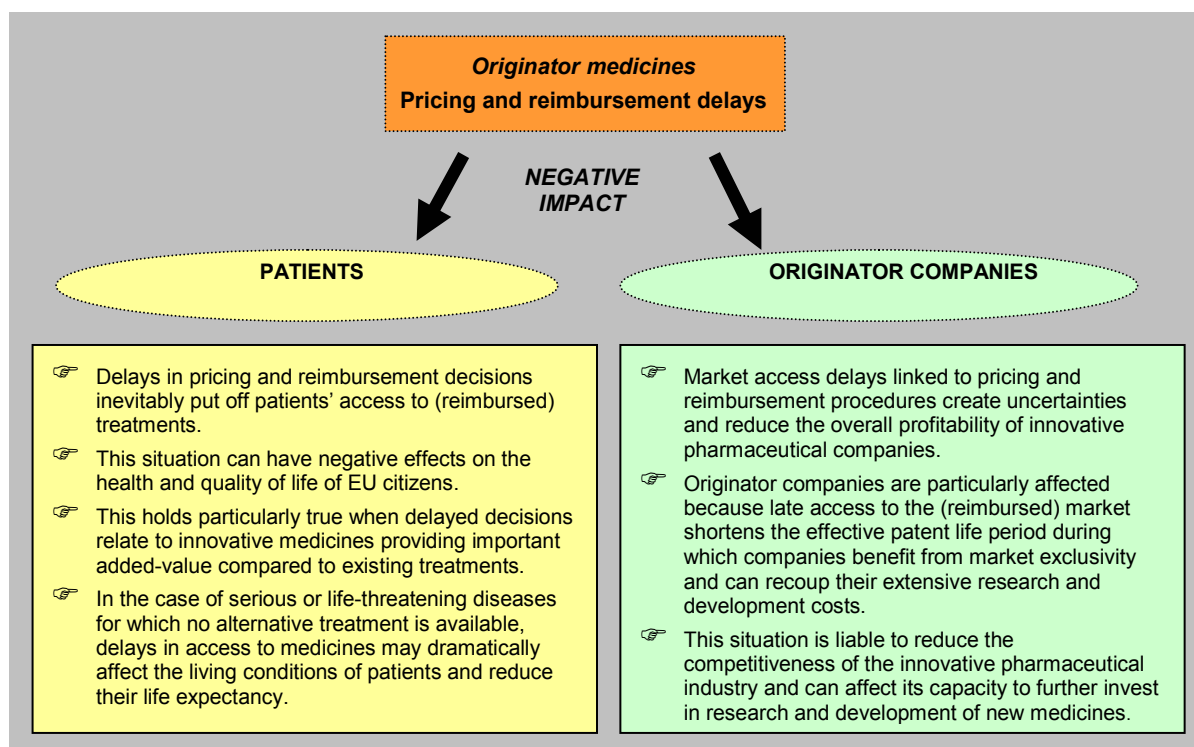 Originator medicines
Pricing and reimbursement delays
NEGATIVE
IMPACT
PATIENTS
ORIGINATOR COMPANIES
Delays in pricing and reimbursement decisions
inevitably put off patients’ access to (reimbursed)
treatments.
This situation can have negative effects on the
health and quality of life of EU citizens.
This holds particularly true when delayed decisions
relate to innovative medicines providing important
added-value compared to existing treatments.
In the case of serious or life-threatening diseases
for which no alternative treatment is available,
delays in access to medicines may dramatically
affect the living conditions of patients and reduce
their life expectancy.
Market access delays linked to pricing and
reimbursement procedures create uncertainties
and reduce the overall profitability of innovative
pharmaceutical companies.
Originator companies are particularly affected
because late access to the (reimbursed) market
shortens the effective patent life period during
which companies benefit from market exclusivity
and can recoup their extensive research and
development costs.
This situation is liable to reduce the
competitiveness of the innovative pharmaceutical
industry and can affect its capacity to further invest
in research and development of new medicines.